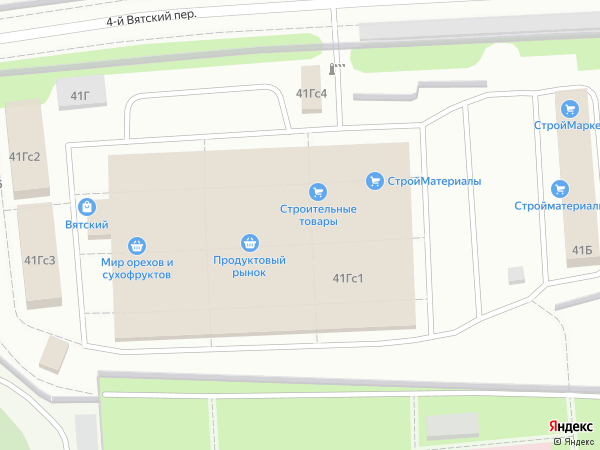 4-й Вятский пер.
41Г
41Гс4
СтройМарке
41Гс2
СтройМатериалы
Стройматериалы
Строительные
товары
Вятский
41Б
Мир орехов и
сухофруктов
Продуктовый
рынок
41Гс3
41Гс1
Яндекс
© Яндекс